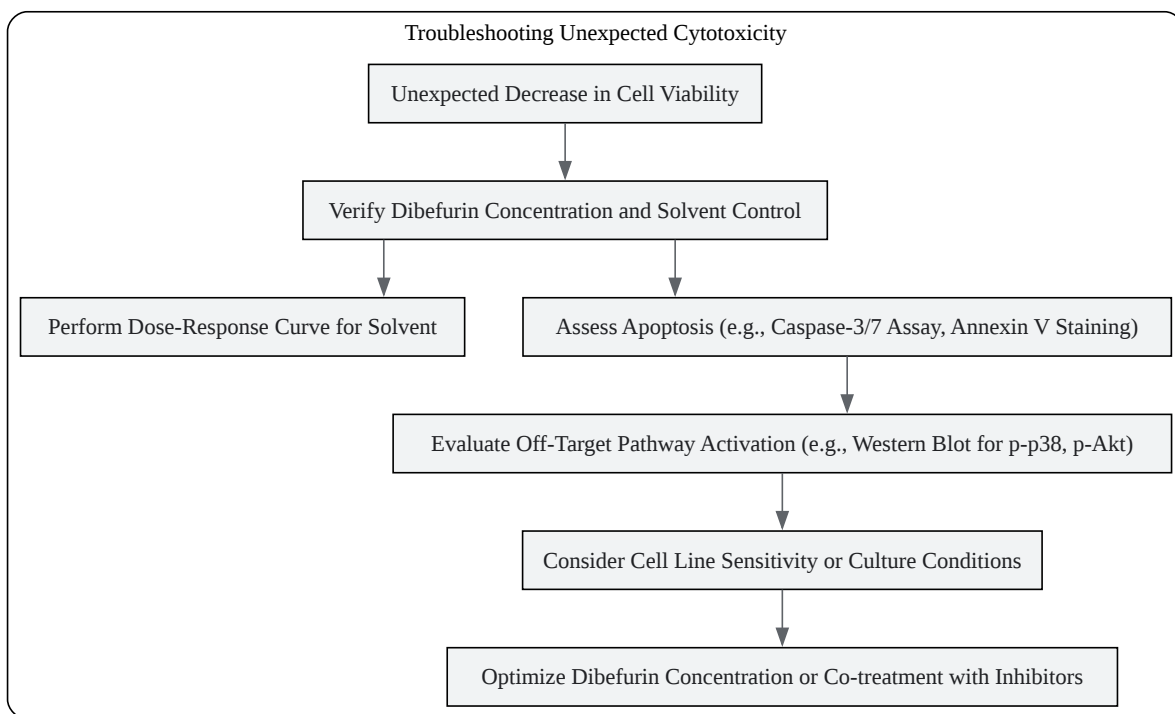 Troubleshooting Unexpected Cytotoxicity
Unexpected Decrease in Cell Viability
Verify Dibefurin Concentration and Solvent Control
Perform Dose-Response Curve for Solvent
Assess Apoptosis (e.g., Caspase-3/7 Assay, Annexin V Staining)
Evaluate Off-Target Pathway Activation (e.g., Western Blot for p-p38, p-Akt)
Consider Cell Line Sensitivity or Culture Conditions
Optimize Dibefurin Concentration or Co-treatment with Inhibitors